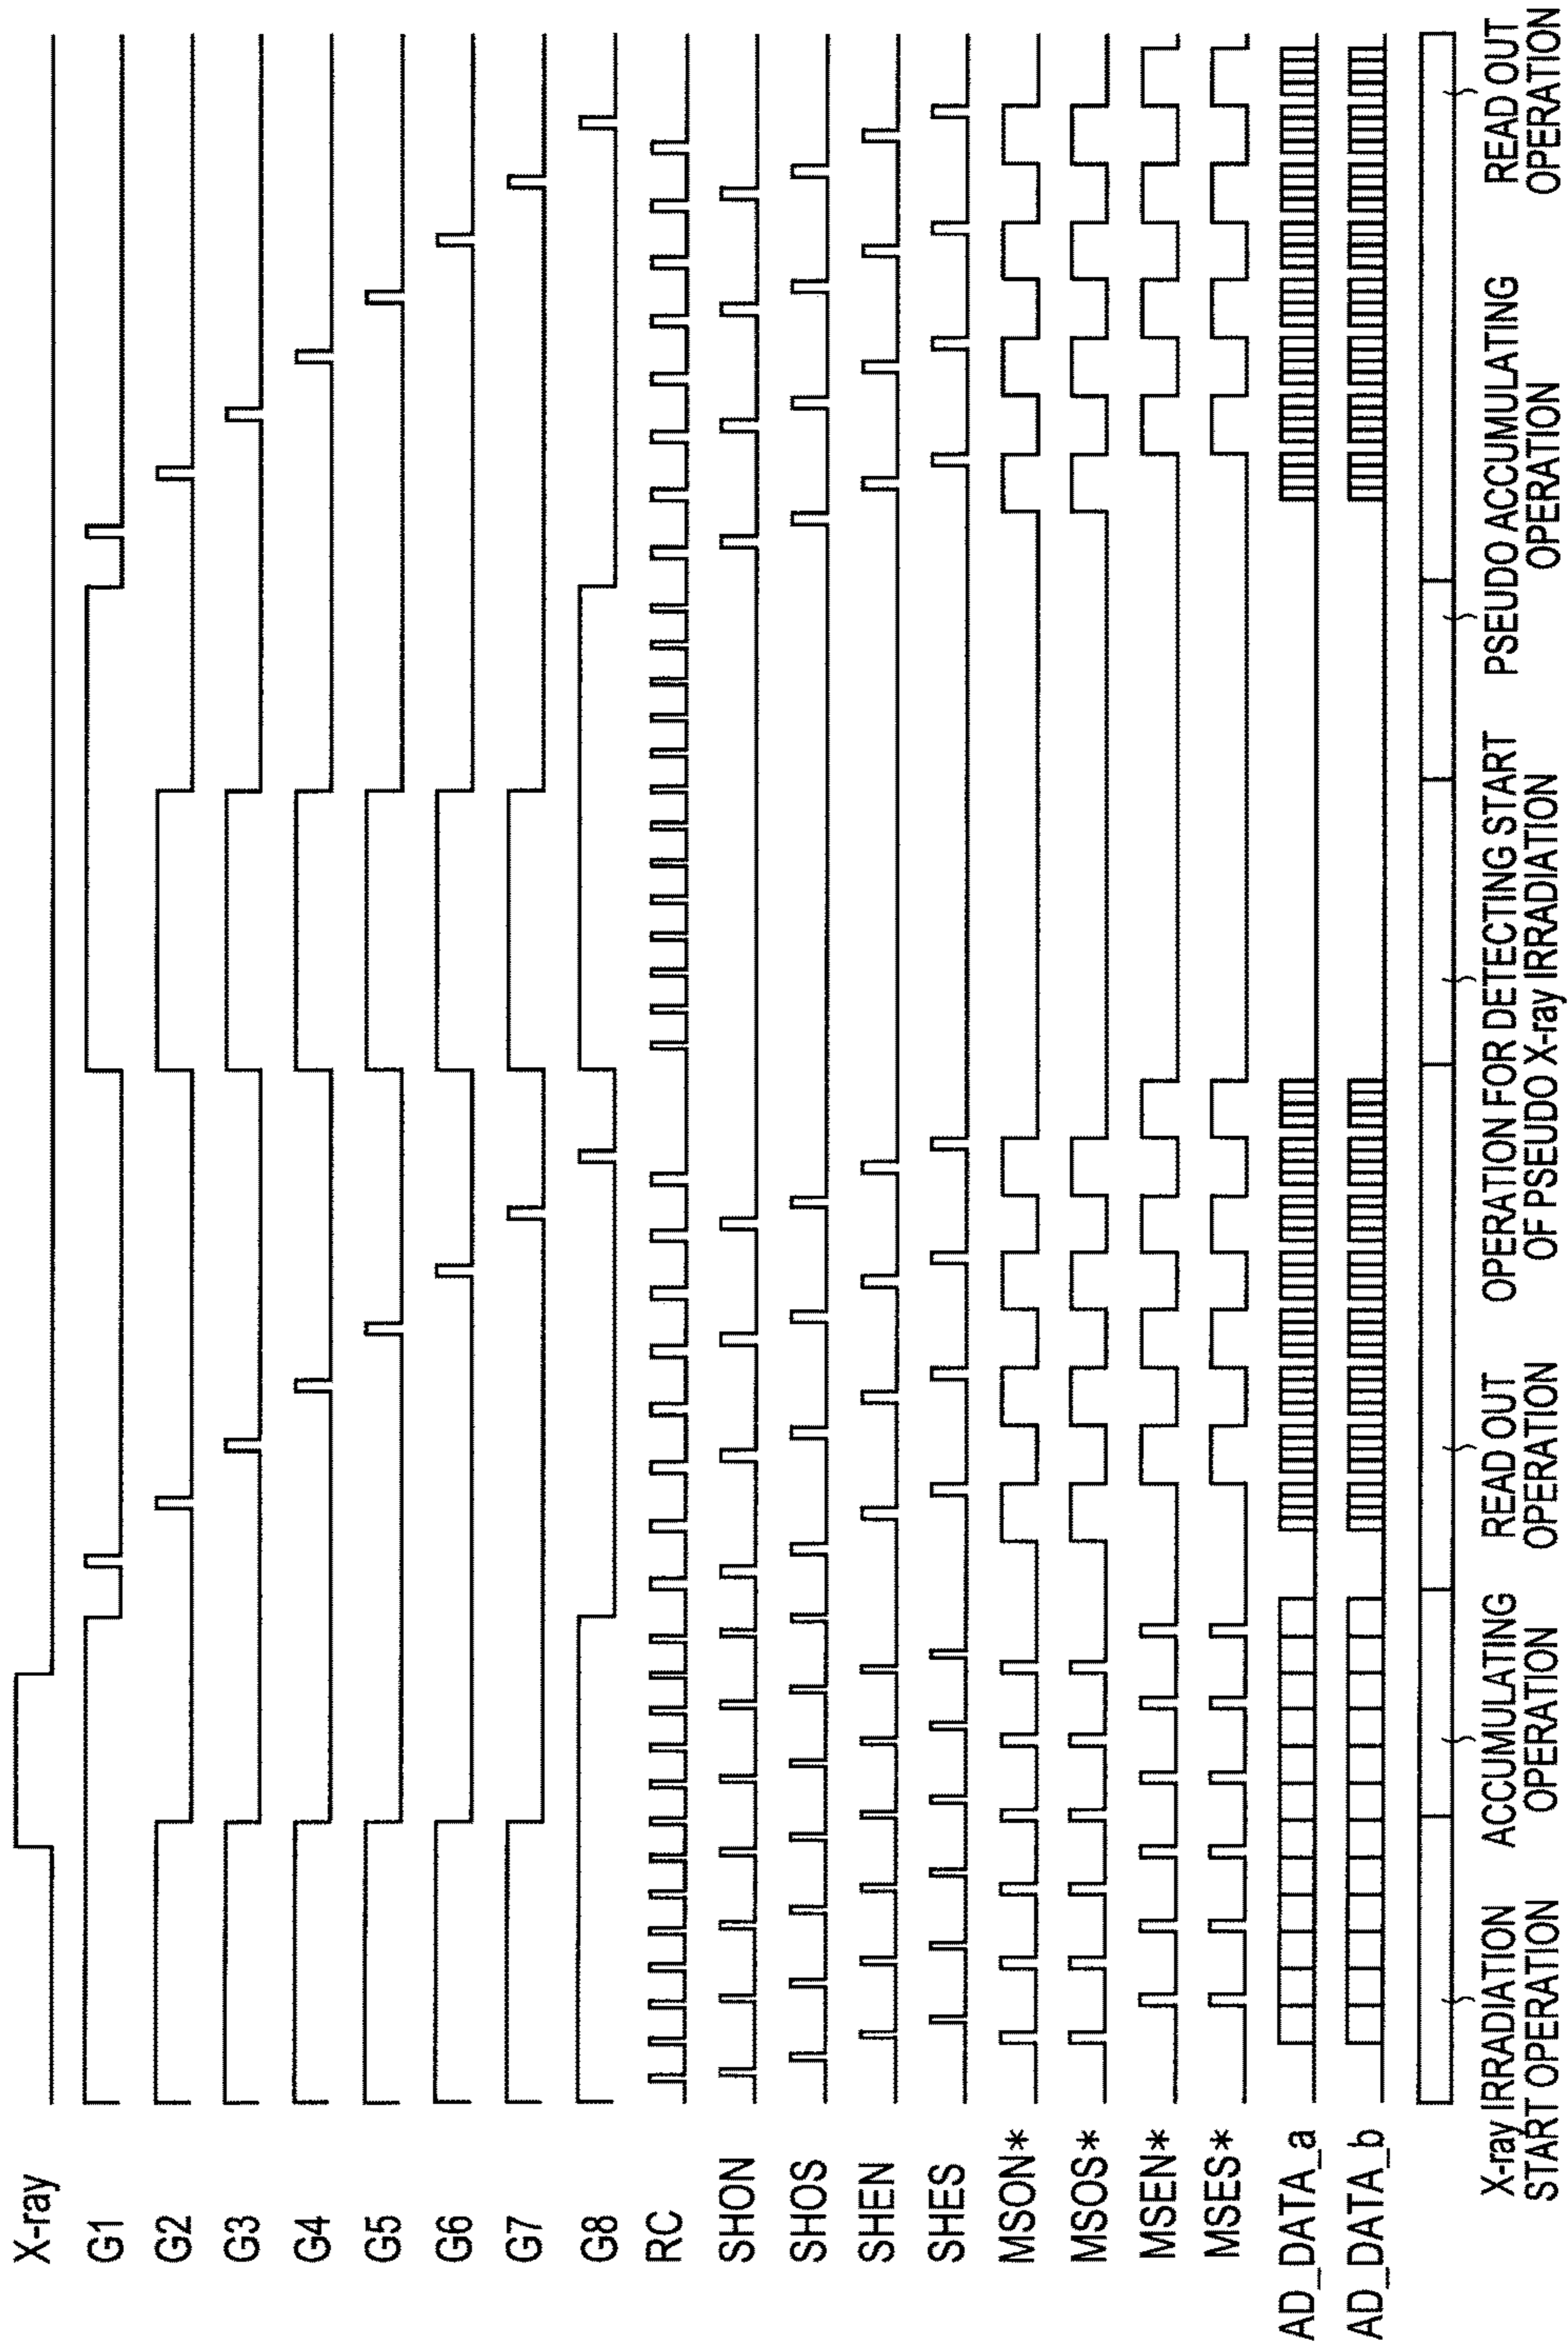 X-ray
G1
G2
G3
G4
G5
G6
G7
G8
RC
SHON
SHOS
SHEN
SHES
MSON*
MSOS*
MSEN*
MSES*
AD_DATA_a
AD_DATA_b
X-ray IRRADIATION
START OPERATION
ACCUMULATING
OPERATION
READ OUT
OPERATION
OPERATION FOR DETECTING START
OF PSEUDO X-ray IRRADIATION
PSEUDO ACCUMULATING
OPERATION
READ OUT
OPERATION